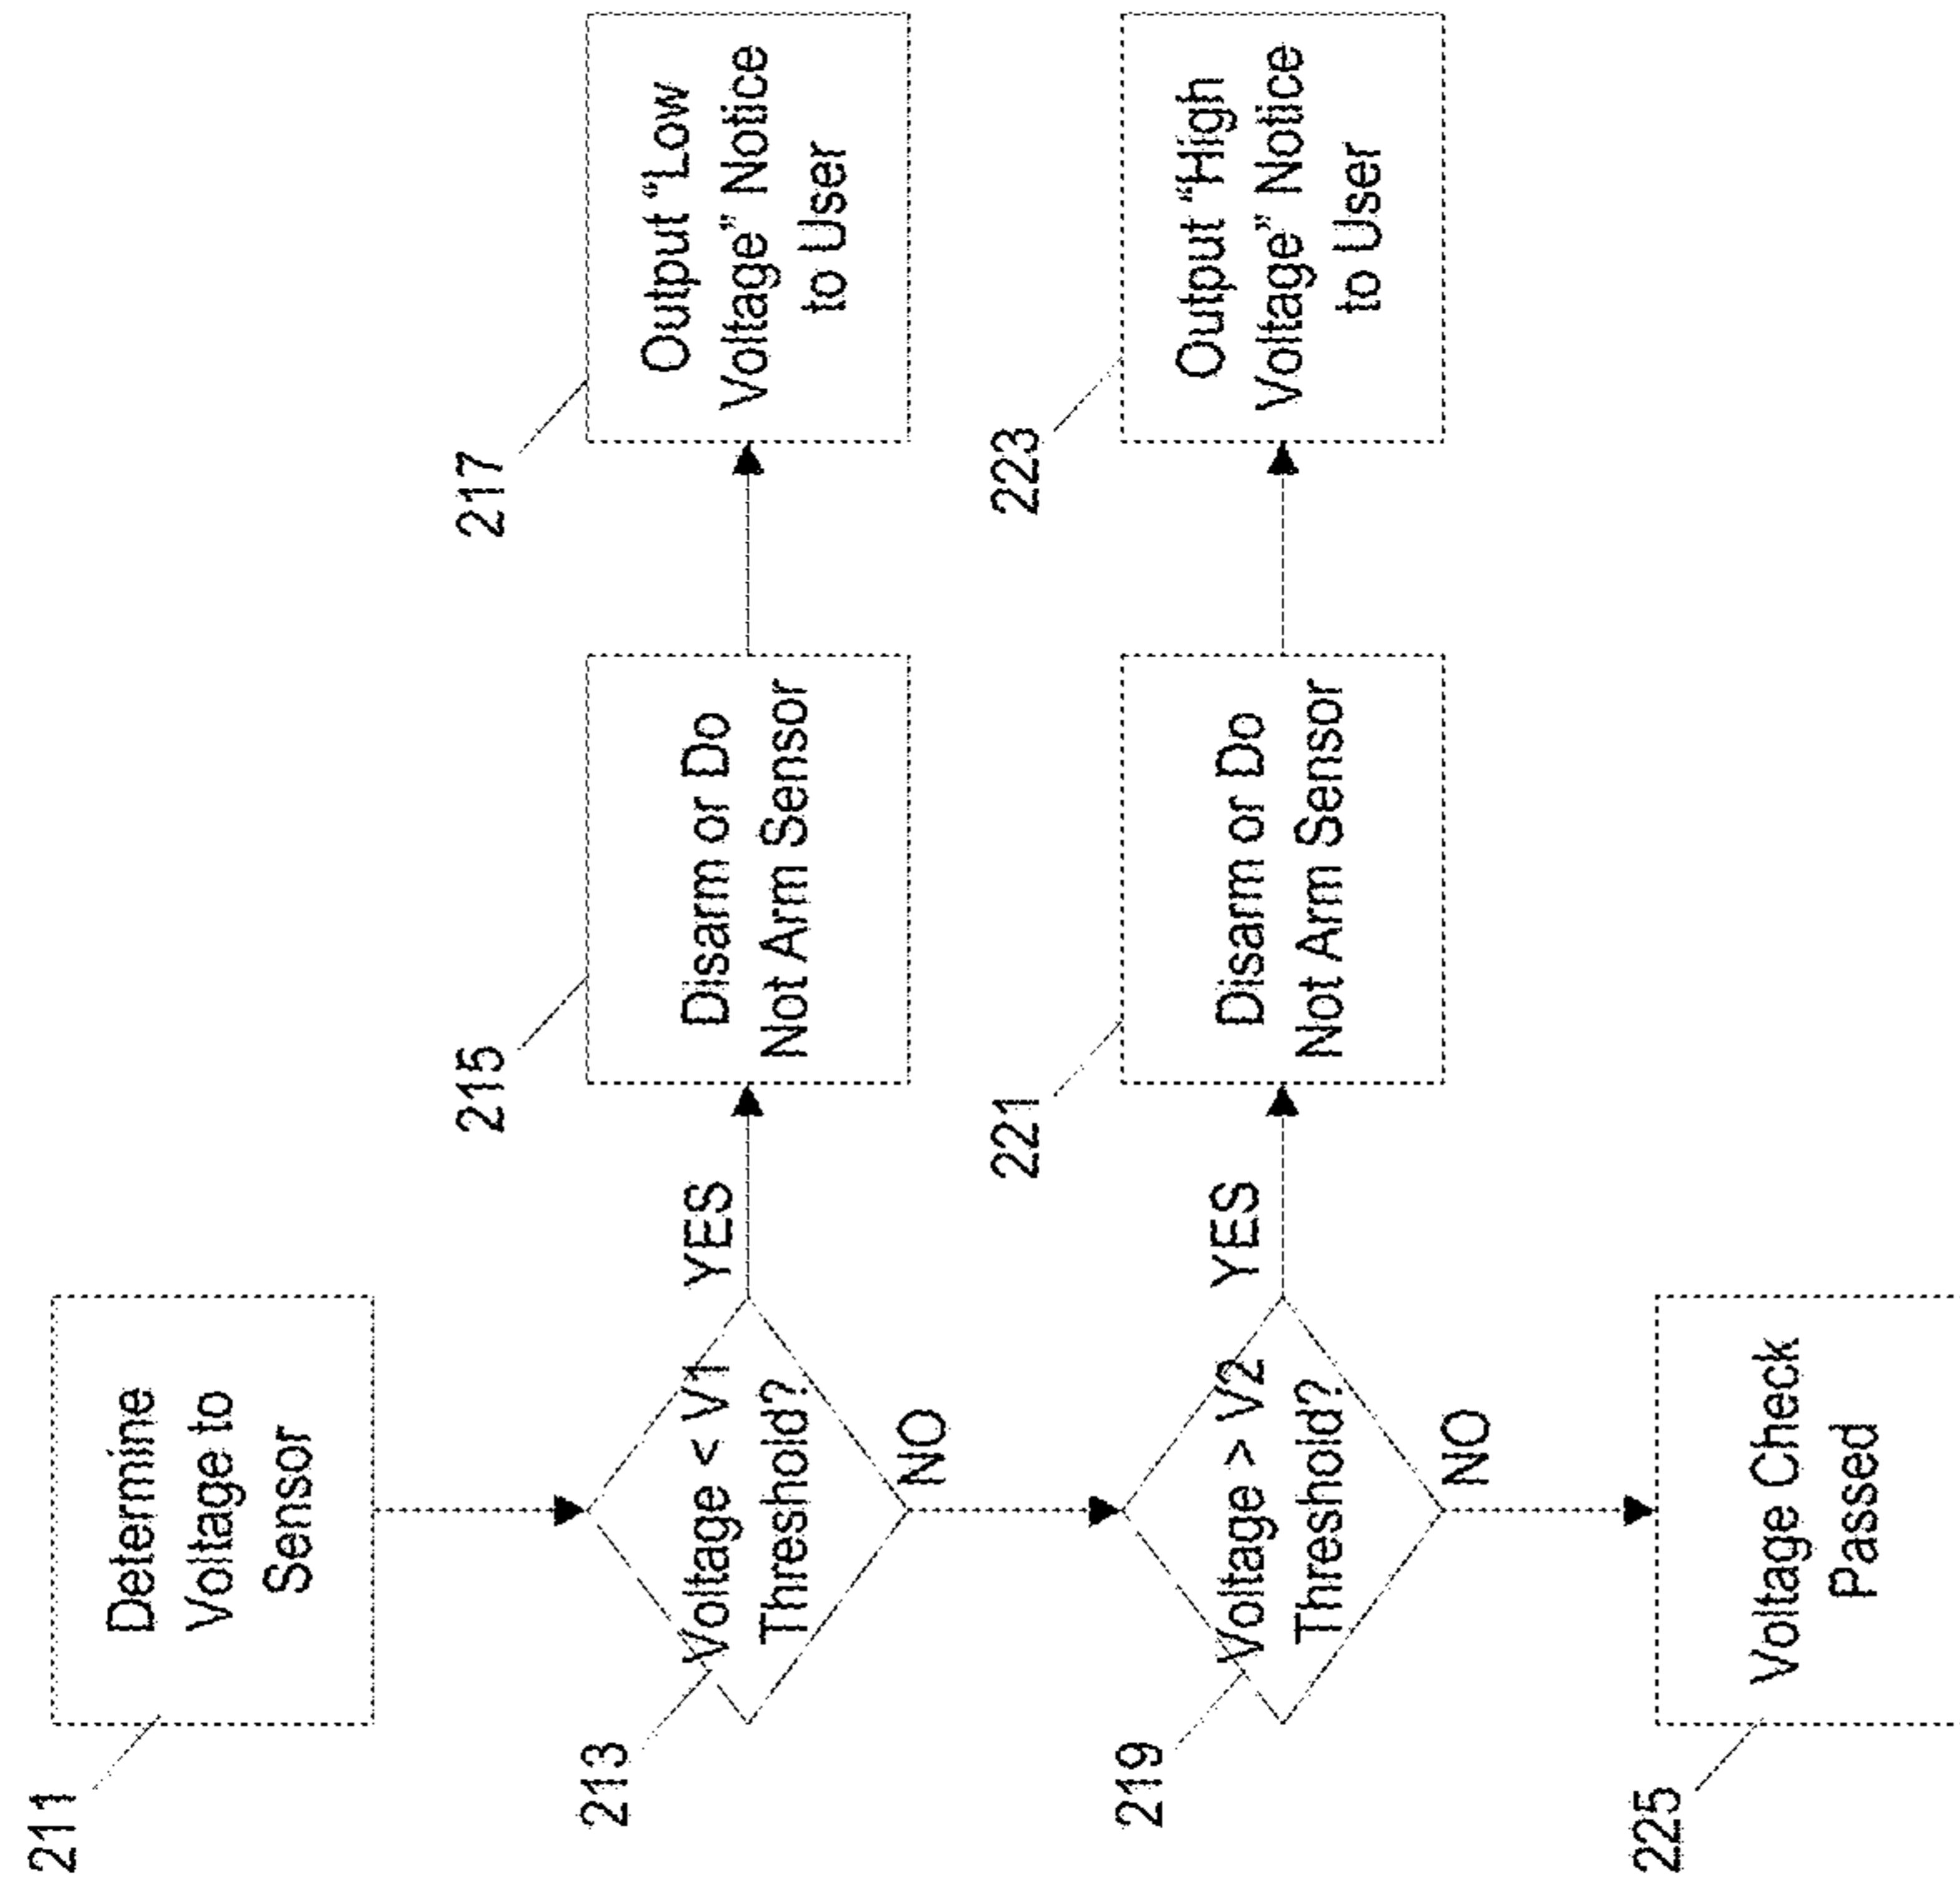 211
Determine
Voltage to
Sensor
213
Voltage < V1
Threshold?
YES
NO
215
Disarm or Do
Not Arm Sensor
217
Output “Low
Voltage” Notice
to User
219
Voltage > V2
Threshold?
YES
NO
221
Disarm or Do
Not Arm Sensor
223
Output “High
Voltage” Notice
to User
225
Voltage Check
Passed